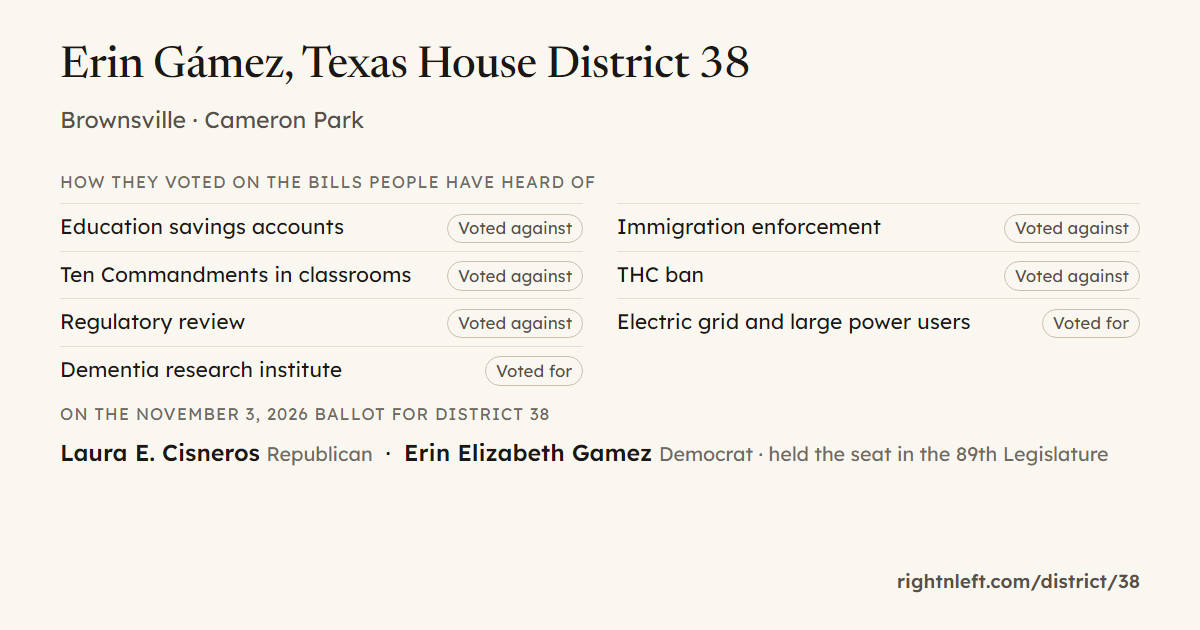 Erin Gámez, Texas House District 38
Brownsville · Cameron Park
HOW THEY VOTED ON THE BILLS PEOPLE HAVE HEARD OF
Education savings accounts Voted against
Ten Commandments in classrooms Voted against
Regulatory review Voted against
Dementia research institute Voted for
Immigration enforcement Voted against
THC ban Voted against
Electric grid and large power users Voted for
ON THE NOVEMBER 3, 2026 BALLOT FOR DISTRICT 38
Laura E. Cisneros Republican · Erin Elizabeth Gamez Democrat · held the seat in the 89th Legislature
rightnleft.com/district/38